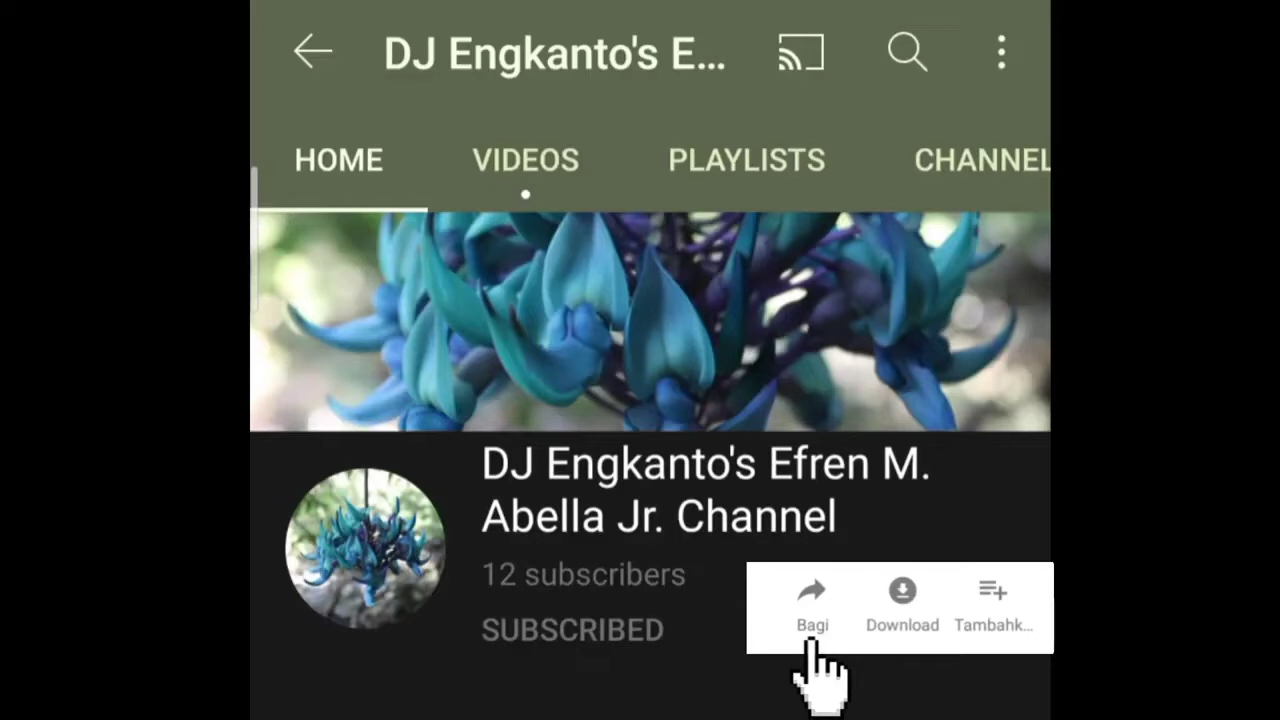 DJ Engkanto's E...
HOME VIDEOS PLAYLISTS CHANNEL
DJ Engkanto's Efren M.
Abella Jr. Channel
12 subscribers
SUBSCRIBED
Bagi Download Tambahk...